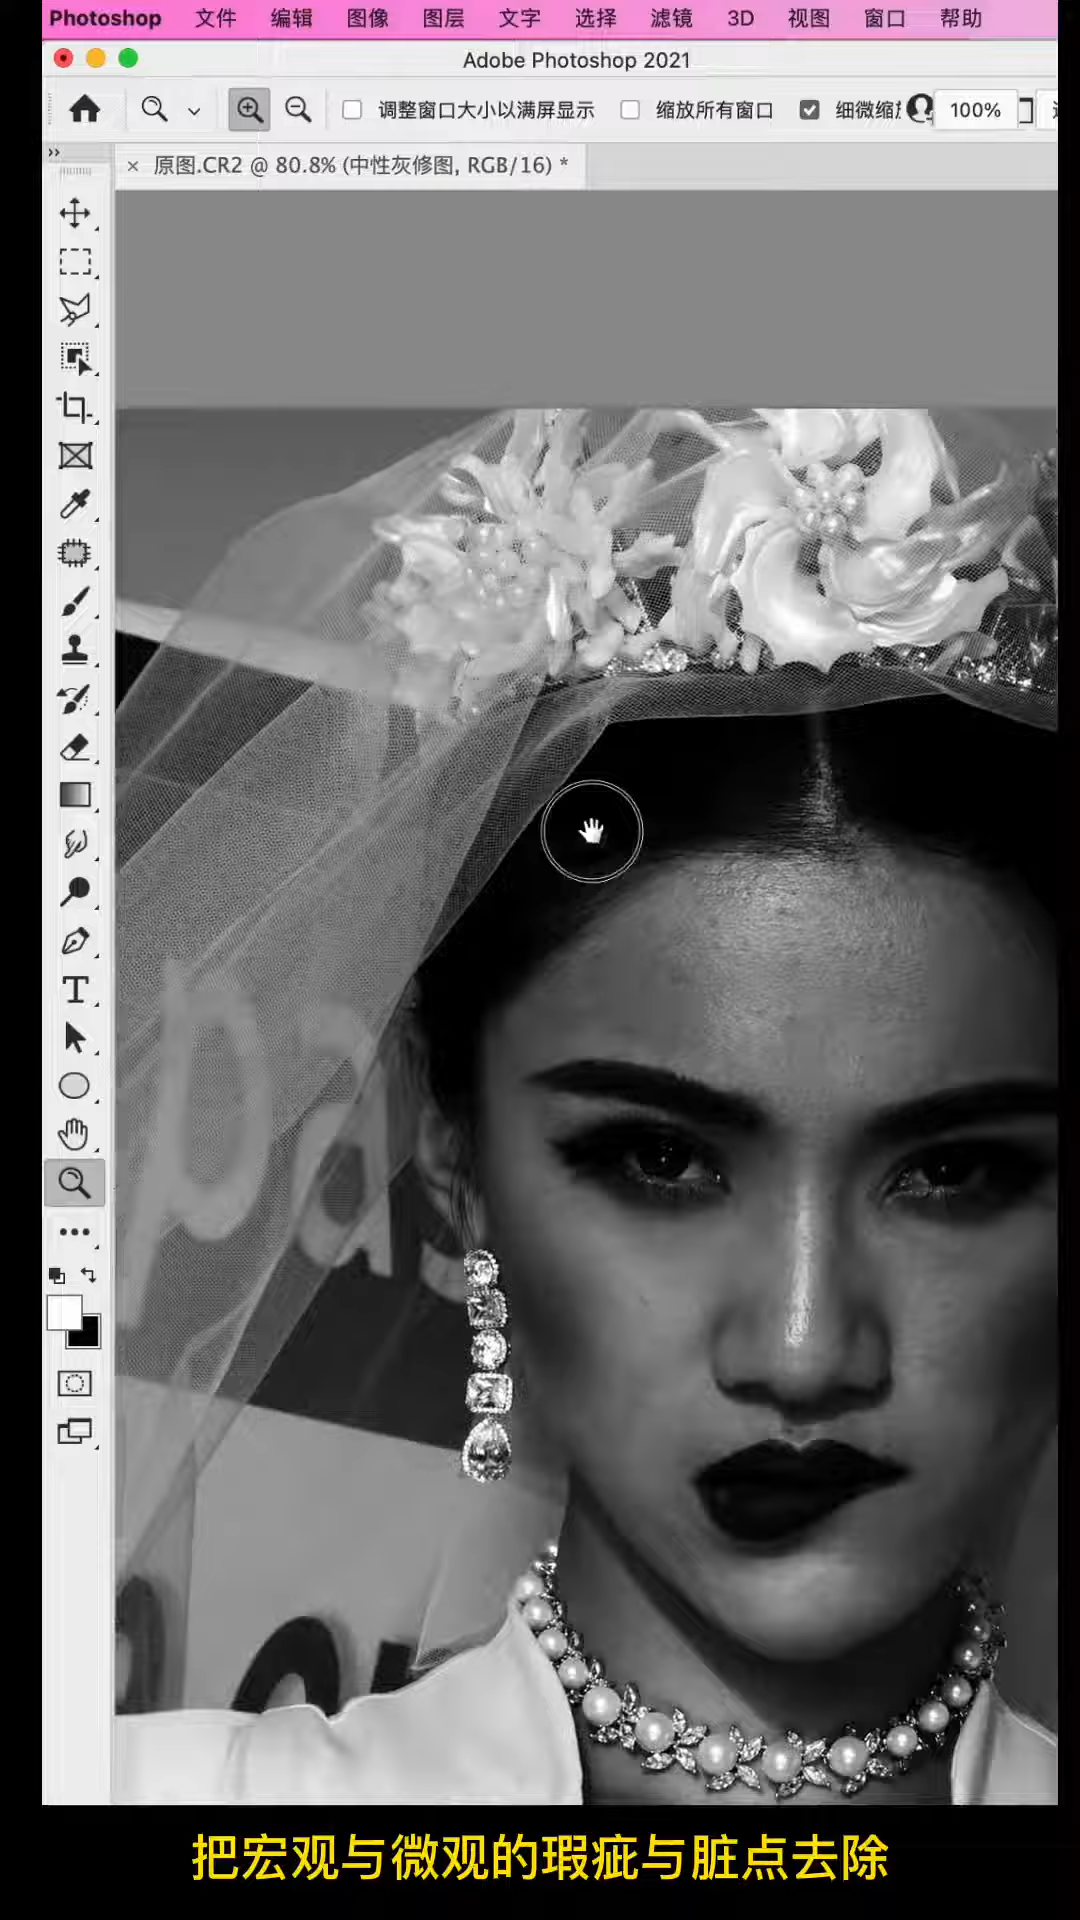 Photoshop 文件 编辑 图像 图层 文字 选择 滤镜 3D 视图 窗口 帮助
Adobe Photoshop 2021
调整窗口大小以满屏显示 缩放所有窗口 细微缩 100%
原图.CR2 @ 80.8% (中性灰修图, RGB/16) *
把宏观与微观的瑕疵与脏点去除